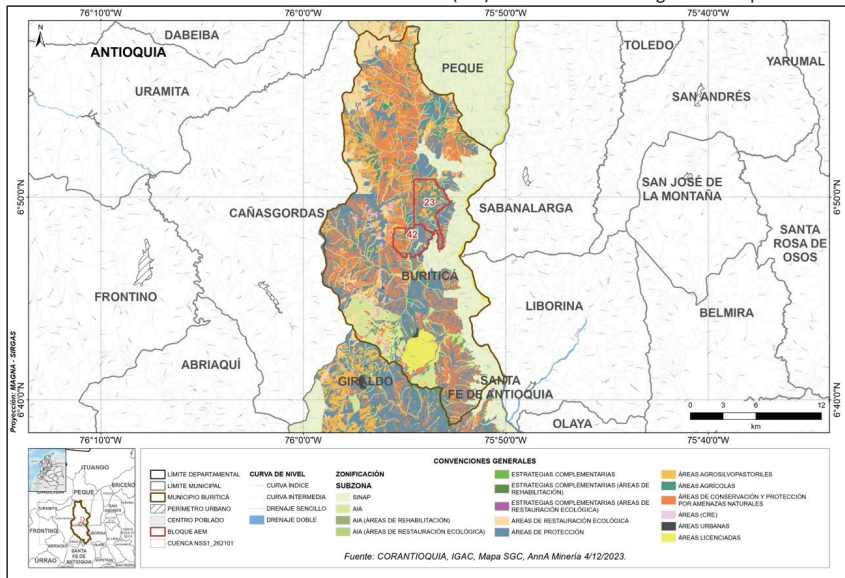 76°10'0"W 76°0'0"W 75°50'0"W 75°40'0"W
N
DABEIBA
ANTIOQUIA
URAMITA
PEQUE
TOLEDO
YARUMAL
SAN ANDRÉS
6°50'0"N
6°50'0"N
CAÑASGORDAS
23
SABANALARGA
SAN JOSÉ DE
LA MONTAÑA
42
SANTA
ROSA DE
OSOS
BURITICÁ
FRONTINO
LIBORINA
BELMIRA
ABRIAQUÍ
GIRALDO
SANTA
FE DE ANTIOQUIA
OLAYA
0 3 6 12
km
6°40'0"N
6°40'0"N
Proyección: MAGNA - SIRGAS
76°10'0"W 76°0'0"W 75°50'0"W 75°40'0"W
ITUANGO
PEQUE
BRICEÑO
FRONTINO
SANTA
FE DE
ANTIOQUIA
URRAO
CONVENCIONES GENERALES
LÍMITE DEPARTAMENTAL
LÍMITE MUNICIPAL
MUNICIPIO BURITICÁ
PERÍMETRO URBANO
CENTRO POBLADO
BLOQUE AEM
CUENCA NSS1_262101
CURVA DE NIVEL
CURVA ÍNDICE
CURVA INTERMEDIA
DRENAJE SENCILLO
DRENAJE DOBLE
ZONIFICACIÓN
SUBZONA
SINAP
AIA
AIA (ÁREAS DE REHABILITACIÓN)
AIA (ÁREAS DE RESTAURACIÓN ECOLÓGICA)
ESTRATEGIAS COMPLEMENTARIAS
ESTRATEGIAS COMPLEMENTARIAS (ÁREAS DE
REHABILITACIÓN)
ESTRATEGIAS COMPLEMENTARIAS (ÁREAS DE
RESTAURACIÓN ECOLÓGICA)
ÁREAS DE RESTAURACIÓN ECOLÓGICA
ÁREAS DE PROTECCIÓN
ÁREAS AGROSILVOPASTORILES
ÁREAS AGRÍCOLAS
ÁREAS DE CONSERVACIÓN Y PROTECCIÓN
POR AMENAZAS NATURALES
ÁREAS (CRE)
ÁREAS URBANAS
ÁREAS LICENCIADAS
Fuente: CORANTIOQUIA, IGAC, Mapa SGC, AnnA Minería 4/12/2023.